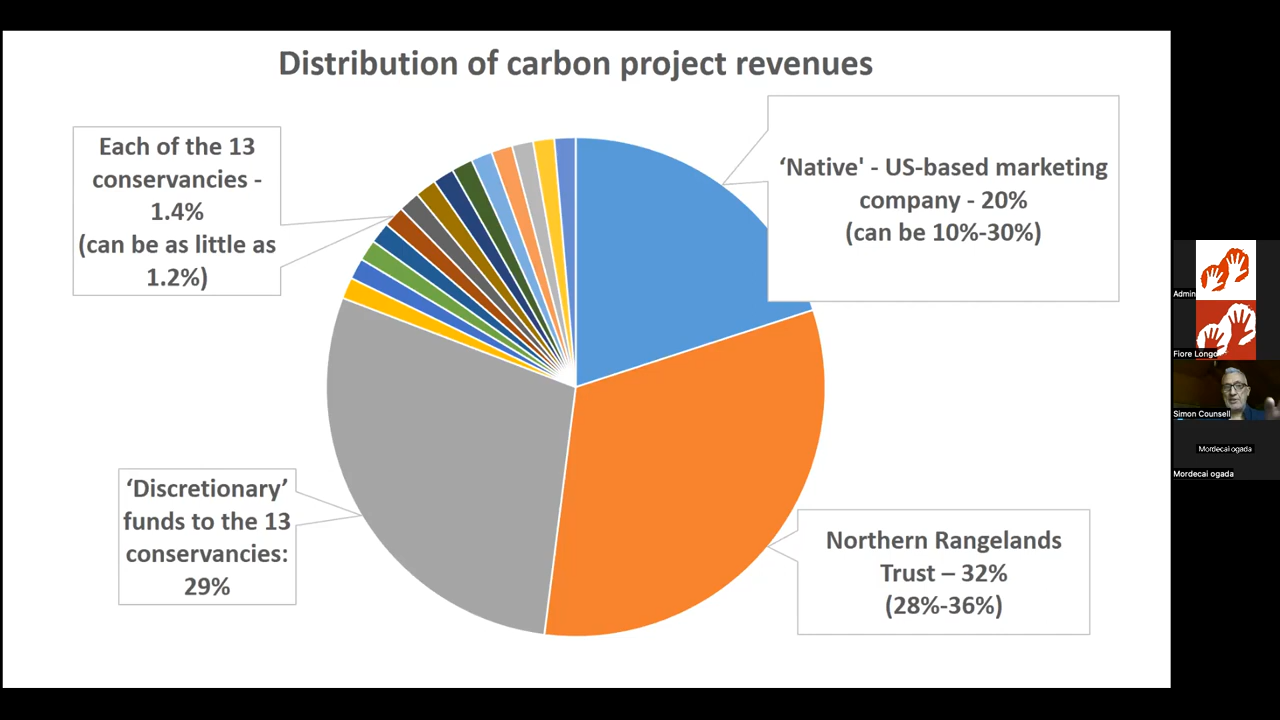 Distribution of carbon project revenues
Each of the 13
conservancies -
1.4%
(can be as little as
1.2%)
‘Native' - US-based marketing
company - 20%
(can be 10%-30%)
‘Discretionary’
funds to the 13
conservancies:
29%
Northern Rangelands
Trust – 32%
(28%-36%)
Admin
Fiore Longo
Simon Counsell
Mordecai ogada
Mordecai ogada